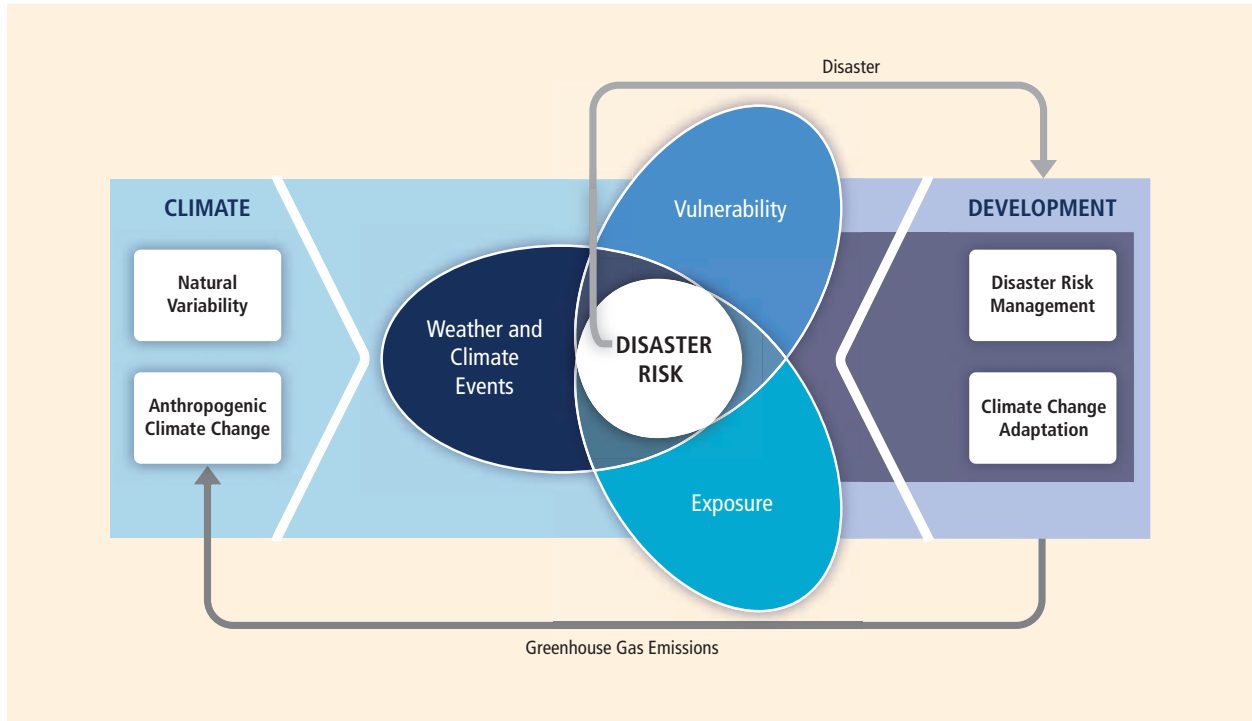 Disaster
CLIMATE
Natural
Variability
Anthropogenic
Climate Change
Weather and
Climate
Events
Vulnerability
DISASTER
RISK
Exposure
DEVELOPMENT
Disaster Risk
Management
Climate Change
Adaptation
Greenhouse Gas Emissions